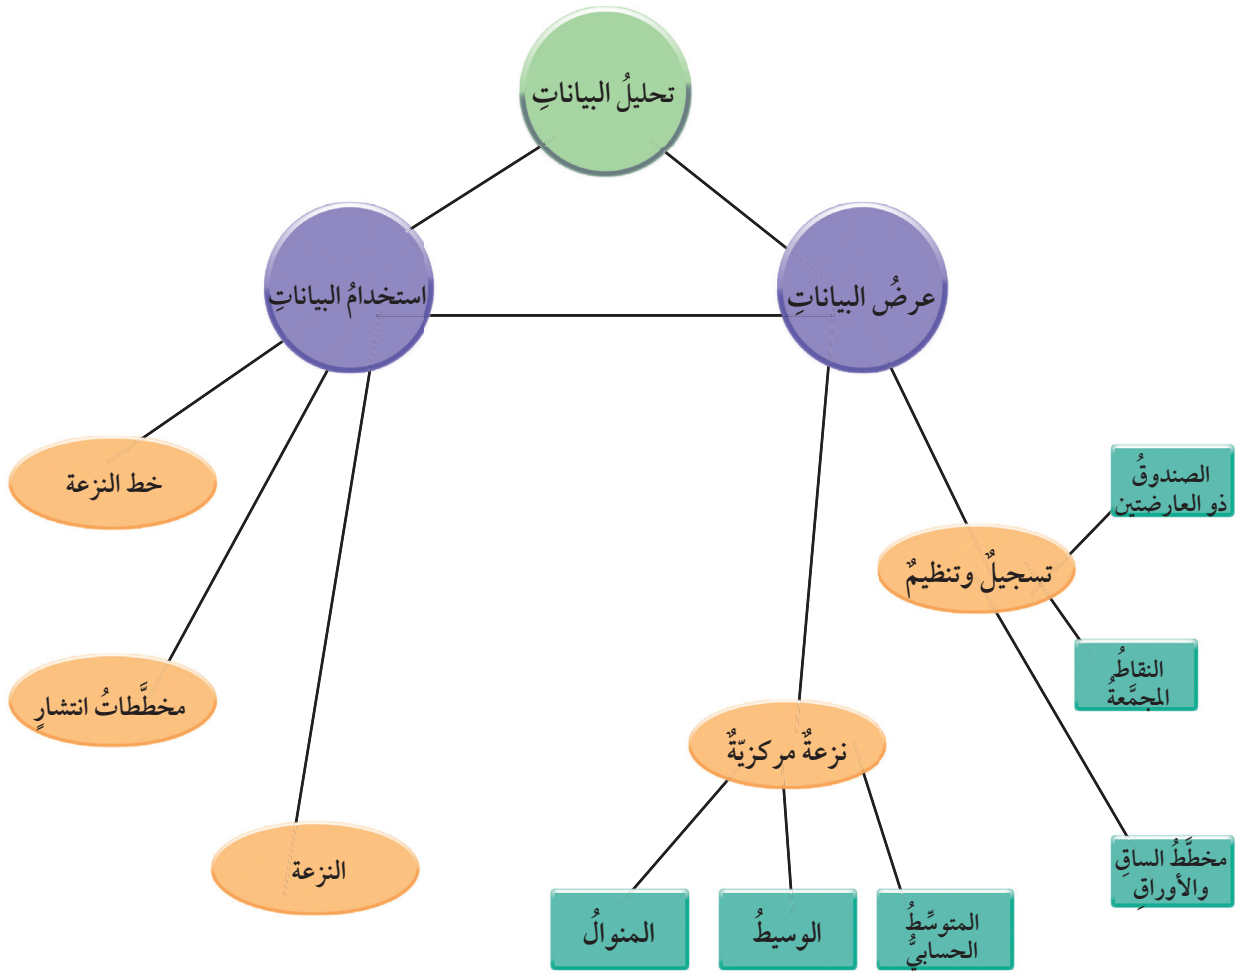 تحليلُ البياناتِ
عرضُ البياناتِ
استخدامُ البياناتِ
الصندوقُ
ذو العارضتين
خط النزعة
تسجيلٌ وتنظيمٌ
النقاطُ
المجمَّعةُ
مخطَّطاتُ انتشارٍ
نزعةٌ مركزيّةٌ
مخطَّطُ الساقِ
والأوراقِ
النزعة
المتوسِّطُ
الحسابيُّ
الوسيطُ
المنوالُ